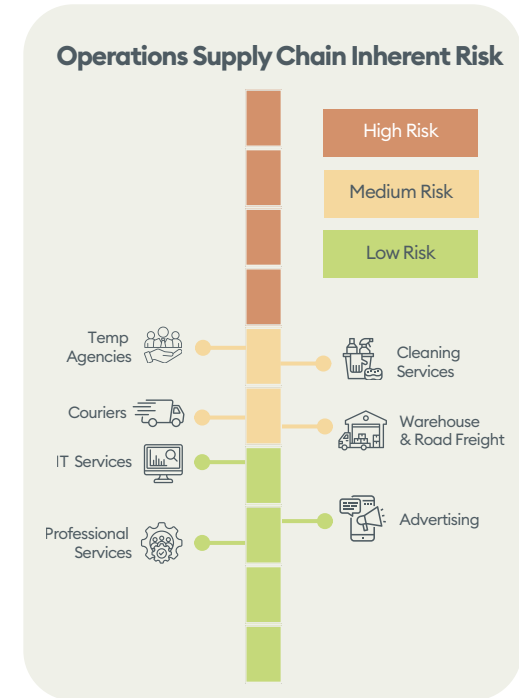 Operations Supply Chain Inherent Risk
High Risk
Medium Risk
Low Risk
Temp
Agencies
Cleaning
Services
Couriers
Warehouse
& Road Freight
IT Services
Advertising
Professional
Services